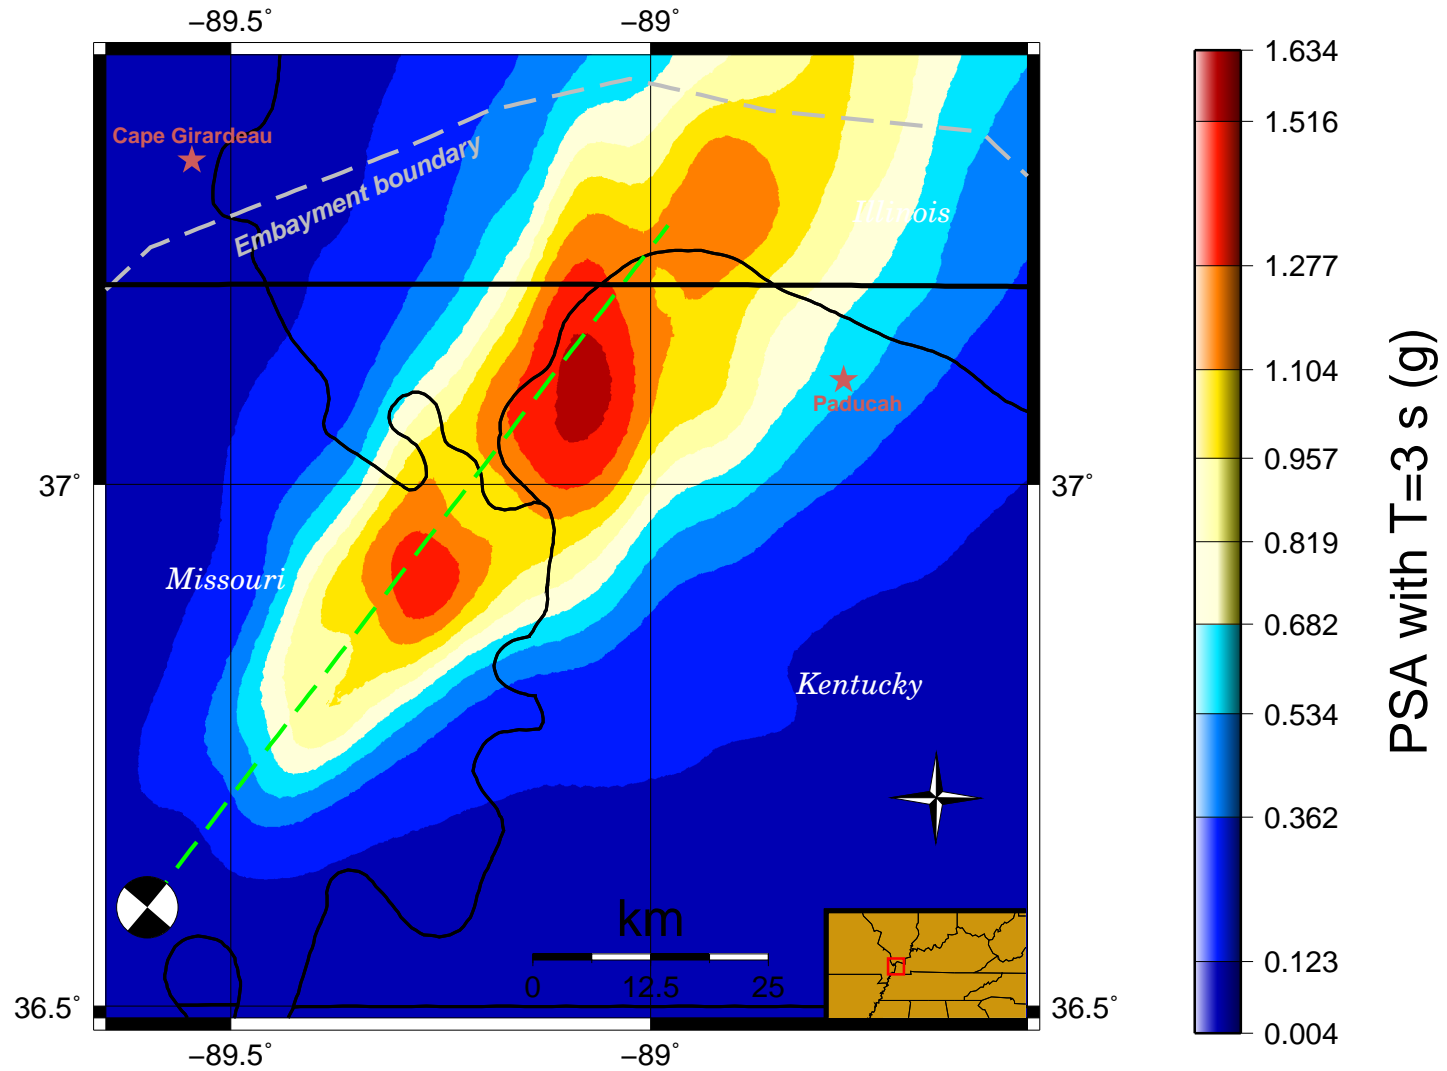 −89.5˚
−89˚
Cape Girardeau
Embayment boundary
Illinois
Paducah
37˚
37˚
Missouri
Kentucky
km
0
12.5
25
36.5˚
36.5˚
−89.5˚
−89˚
1.634
1.516
1.277
1.104
0.957
0.819
0.682
0.534
0.362
0.123
0.004
PSA with T=3 s (g)